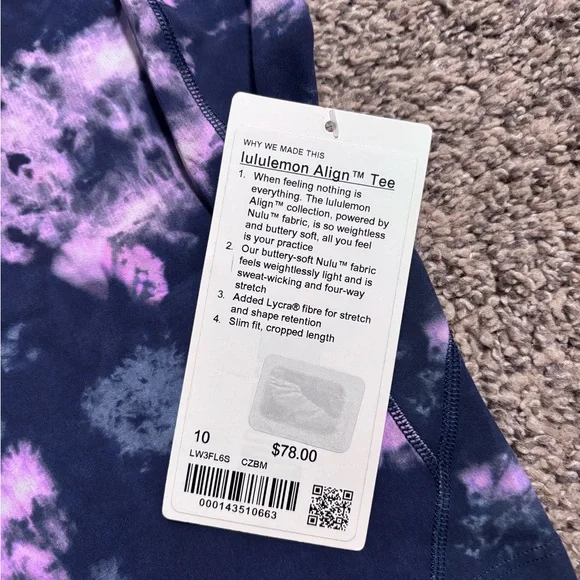 WHY WE MADE THIS
lululemon Align™ Tee
1. When feeling nothing is
everything. The lululemon
Align™ collection, powered by
Nulu™ fabric, is so weightless
and buttery soft, all you feel
is your practice
2. Our buttery-soft Nulu™ fabric
feels weightlessly light and is
sweat-wicking and four-way
stretch
3. Added Lycra® fibre for stretch
and shape retention
4. Slim fit, cropped length
10 $78.00
LW3FL6S CZBM
000143510663